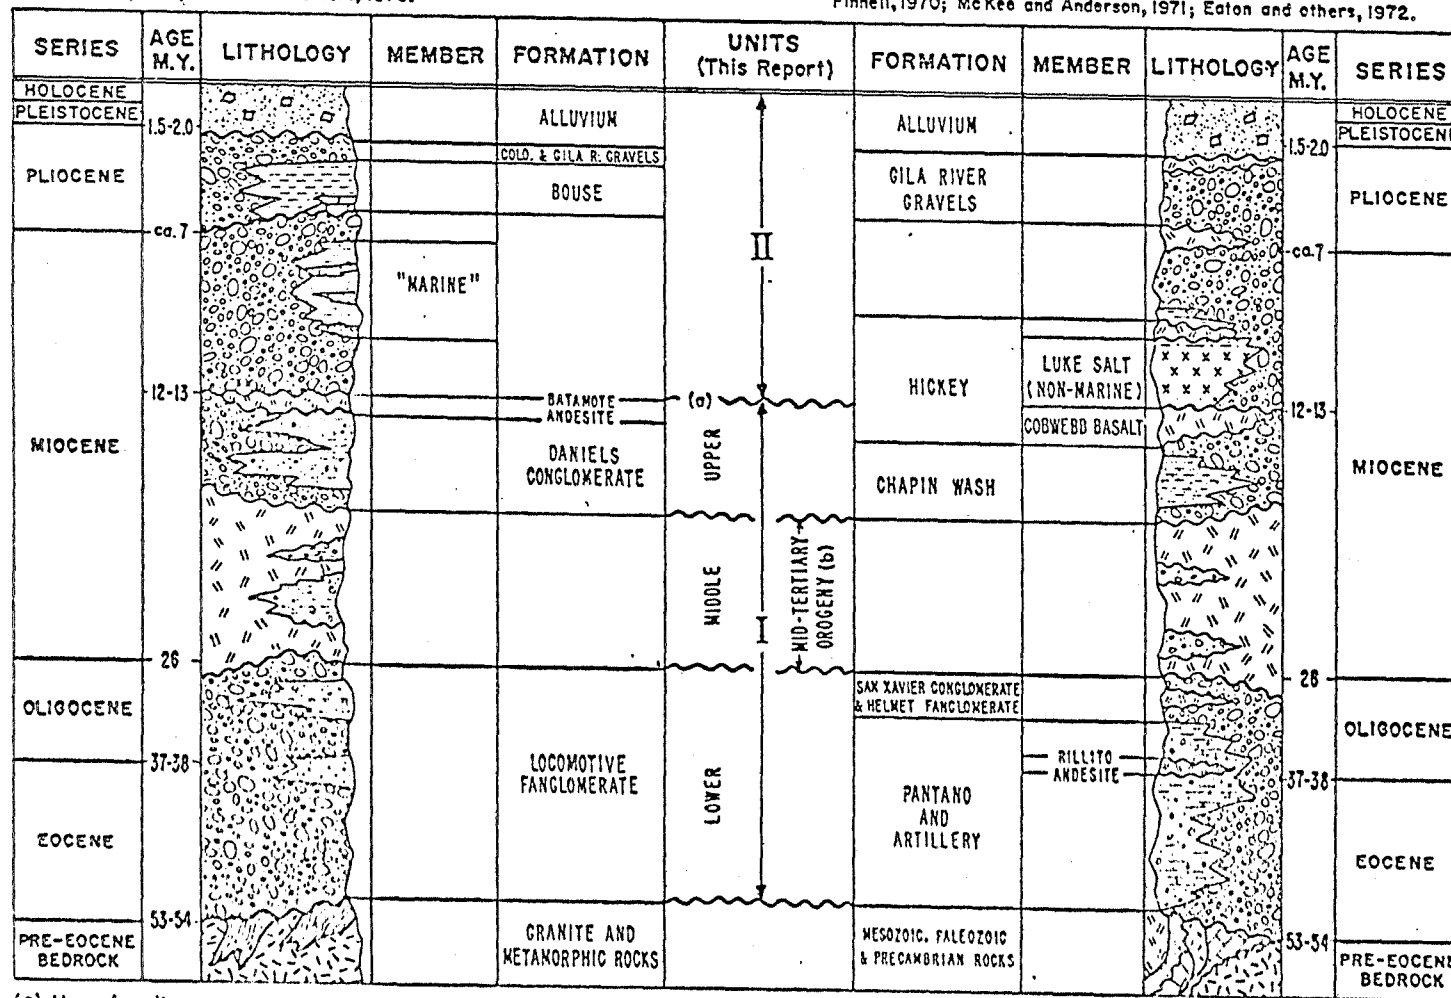 Pinnell, 1970; McKee and Anderson, 1971; Eaton and others, 1972.
SERIES
AGE
M.Y.
LITHOLOGY
MEMBER
FORMATION
UNITS
(This Report)
FORMATION
MEMBER
LITHOLOGY
AGE
M.Y.
SERIES
HOLOCENE
PLEISTOCENE
PLIOCENE
MIOCENE
OLIGOCENE
EOCENE
PRE-EOCENE
BEDROCK
1.5-2.0
ca. 7
12-13
26
37-38
53-54
"MARINE"
ALLUVIUM
COLO. & GILA R. GRAVELS
BOUSE
BATAMOTE
ANDESITE
DANIELS
CONGLOMERATE
LOCOMOTIVE
FANGLOMERATE
GRANITE AND
METAMORPHIC ROCKS
II
(a)
UPPER
MIDDLE
I
MID-TERTIARY
OROGENY (b)
LOWER
ALLUVIUM
GILA RIVER
GRAVELS
HICKEY
CHAPIN WASH
SAX XAVIER CONGLOMERATE
& HELMET FANGLOMERATE
PANTANO
AND
ARTILLERY
MESOZOIC, PALEOZOIC
& PRECAMBRIAN ROCKS
LUKE SALT
(NON-MARINE)
COBWEBB BASALT
RILLITO
ANDESITE
1.5-2.0
ca. 7
12-13
26
37-38
53-54
HOLOCENE
PLEISTOCENE
PLIOCENE
MIOCENE
OLIGOCENE
EOCENE
PRE-EOCENE
BEDROCK